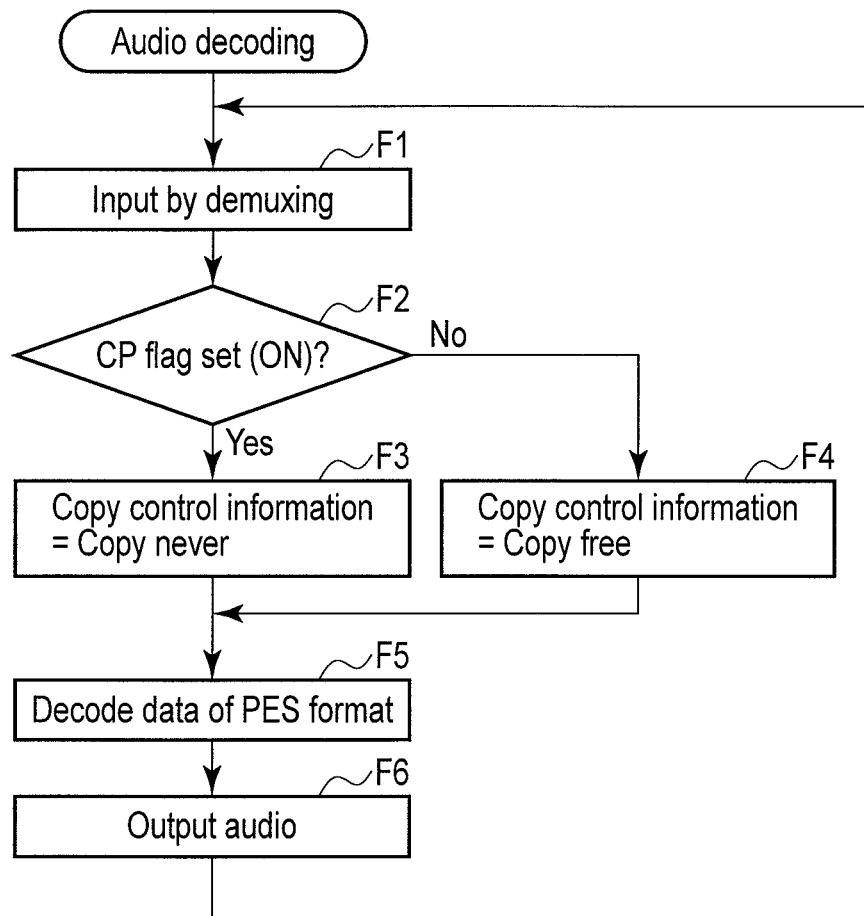 Audio decoding
F1
Input by demuxing
F2
CP flag set (ON)?
No
Yes
F3
Copy control information
= Copy never
F4
Copy control information
= Copy free
F5
Decode data of PES format
F6
Output audio